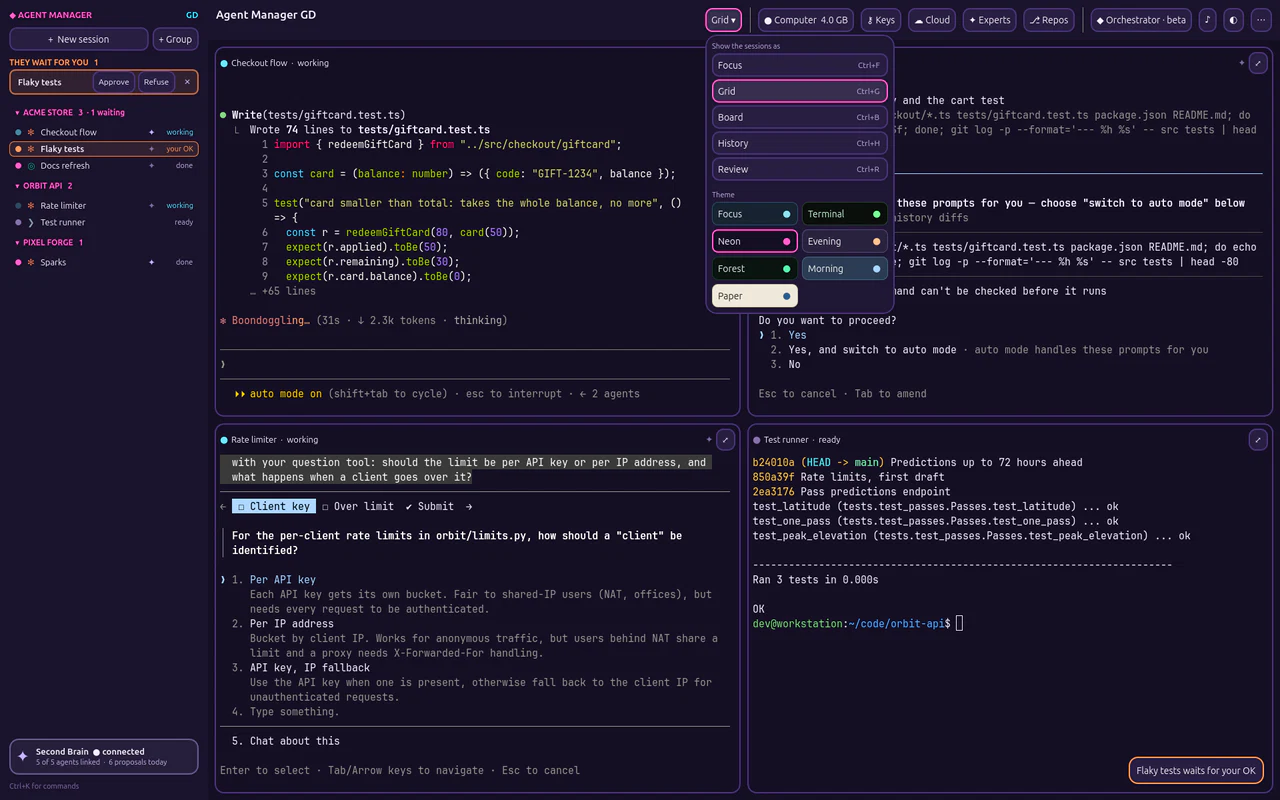 ◆ AGENT MANAGER GD
+ New session
+ Group
THEY WAIT FOR YOU 1
Flaky tests Approve Refuse ×
▾ ACME STORE 3 · 1 waiting
✻ Checkout flow ✦ working
✻ Flaky tests ✦ your OK
Docs refresh ✦ done
▾ ORBIT API 2
✻ Rate limiter ✦ working
❯ Test runner ready
▾ PIXEL FORGE 1
✻ Sparks ✦ done
✦ Second Brain ● connected
5 of 5 agents linked · 6 proposals today
Ctrl+K for commands
Agent Manager GD
Grid ▾
● Computer 4.0 GB
Keys
☁ Cloud
✦ Experts
⎇ Repos
◆ Orchestrator · beta
♪
◐
⋯
Show the sessions as
Focus Ctrl+F
Grid Ctrl+G
Board Ctrl+B
History Ctrl+H
Review Ctrl+R
Theme
Focus
Terminal
Neon
Evening
Forest
Morning
Paper
Checkout flow · working
● Write(tests/giftcard.test.ts)
└ Wrote 74 lines to tests/giftcard.test.ts
1 import { redeemGiftCard } from "../src/checkout/giftcard";
2
3 const card = (balance: number) => ({ code: "GIFT-1234", balance });
4
5 test("card smaller than total: takes the whole balance, no more", ()
=> {
6 const r = redeemGiftCard(80, card(50));
7 expect(r.applied).toBe(50);
8 expect(r.remaining).toBe(30);
9 expect(r.card.balance).toBe(0);
… +65 lines
✻ Boondoggling… (31s · ↓ 2.3k tokens · thinking)
❯
⏵⏵ auto mode on (shift+tab to cycle) · esc to interrupt · ← 2 agents
y and the cart test
kout/*.ts tests/giftcard.test.ts package.json README.md; do
f; done; git log -p --format='--- %h %s' -- src tests | head
these prompts for you — choose "switch to auto mode" below
istory diffs
/*.ts tests/giftcard.test.ts package.json README.md; do echo
e; git log -p --format='--- %h %s' -- src tests | head -80
and can't be checked before it runs
Do you want to proceed?
❯ 1. Yes
2. Yes, and switch to auto mode · auto mode handles these prompts for you
3. No
Esc to cancel · Tab to amend
Rate limiter · working
with your question tool: should the limit be per API key or per IP address, and
what happens when a client goes over it?
← ☐ Client key ☐ Over limit ✔ Submit →
For the per-client rate limits in orbit/limits.py, how should a "client" be
identified?
❯ 1. Per API key
Each API key gets its own bucket. Fair to shared-IP users (NAT, offices), but
needs every request to be authenticated.
2. Per IP address
Bucket by client IP. Works for anonymous traffic, but users behind NAT share a
limit and a proxy needs X-Forwarded-For handling.
3. API key, IP fallback
Use the API key when one is present, otherwise fall back to the client IP for
unauthenticated requests.
4. Type something.
5. Chat about this
Enter to select · Tab/Arrow keys to navigate · Esc to cancel
Test runner · ready
b24010a (HEAD -> main) Predictions up to 72 hours ahead
850a39f Rate limits, first draft
2ea3176 Pass predictions endpoint
test_latitude (tests.test_passes.Passes.test_latitude) ... ok
test_one_pass (tests.test_passes.Passes.test_one_pass) ... ok
test_peak_elevation (tests.test_passes.Passes.test_peak_elevation) ... ok
----------------------------------------------------------------------
Ran 3 tests in 0.000s
OK
dev@workstation:~/code/orbit-api$
Flaky tests waits for your OK